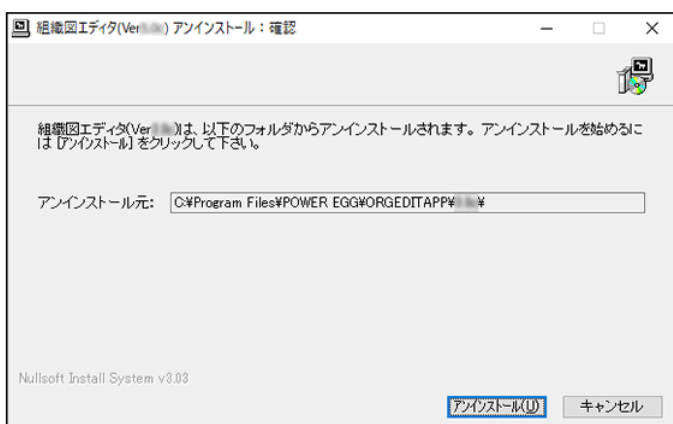 組織図エディタ(Ver ) アンインストール：確認
組織図エディタ(Ver )は、以下のフォルダからアンインストールされます。アンインストールを始めるに
は [アンインストール] をクリックして下さい。
アンインストール元:
C:¥Program Files¥POWER EGG¥ORGEDITAPP¥ ¥
Nullsoft Install System v3.03
アンインストール(U)
キャンセル